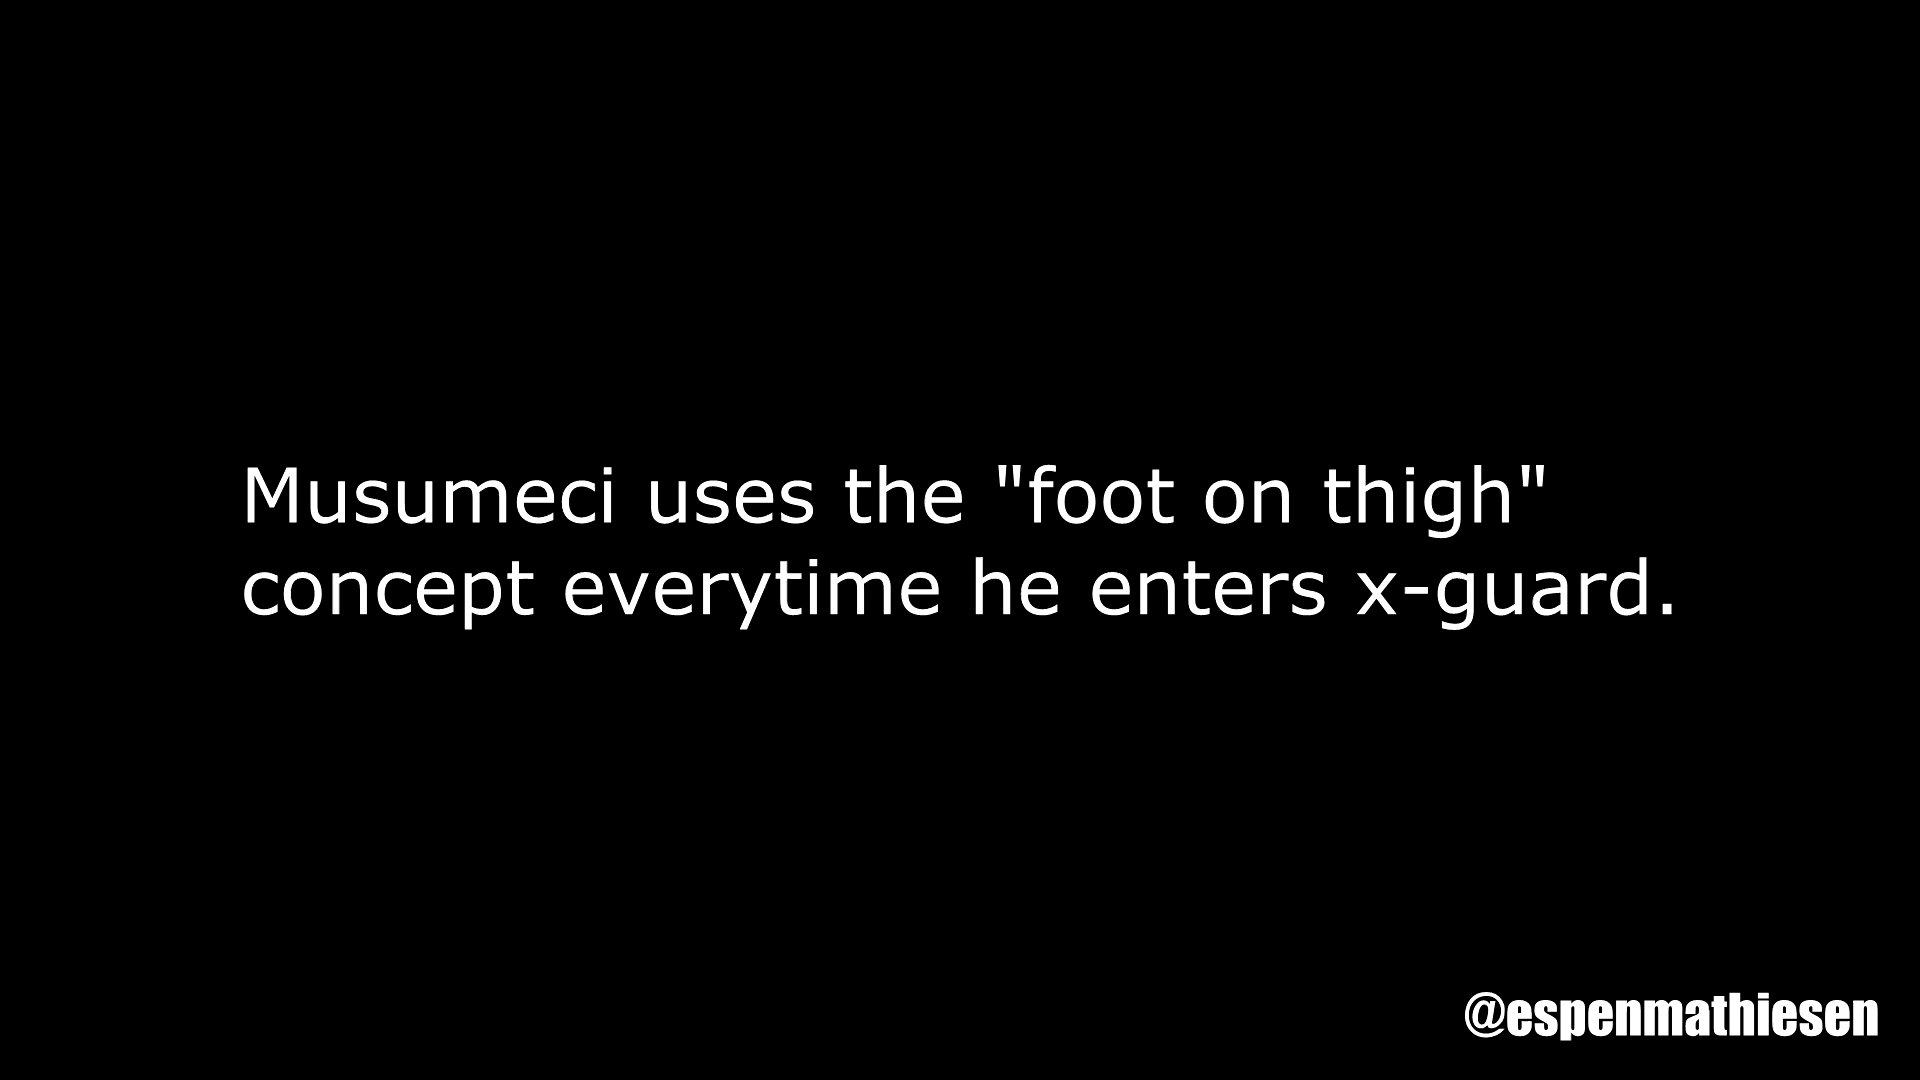 Musumeci uses the "foot on thigh"
concept everytime he enters x-guard.
@espenmathiesen